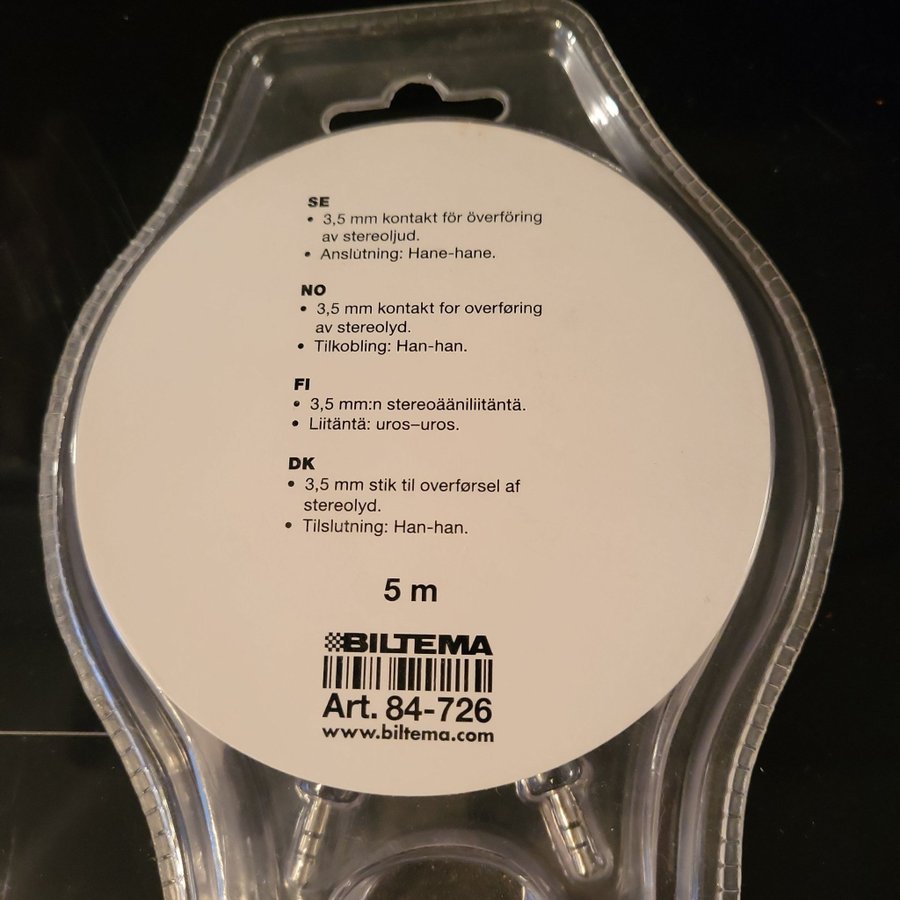 SE
• 3,5 mm kontakt för överföring
av stereoljud.
• Anslutning: Hane-hane.
NO
• 3,5 mm kontakt for overføring
av stereolyd.
• Tilkobling: Han-han.
FI
• 3,5 mm:n stereoääniliitäntä.
• Liitäntä: uros–uros.
DK
• 3,5 mm stik til overførsel af
stereolyd.
• Tilslutning: Han-han.
5 m
BILTEMA
Art. 84-726
www.biltema.com